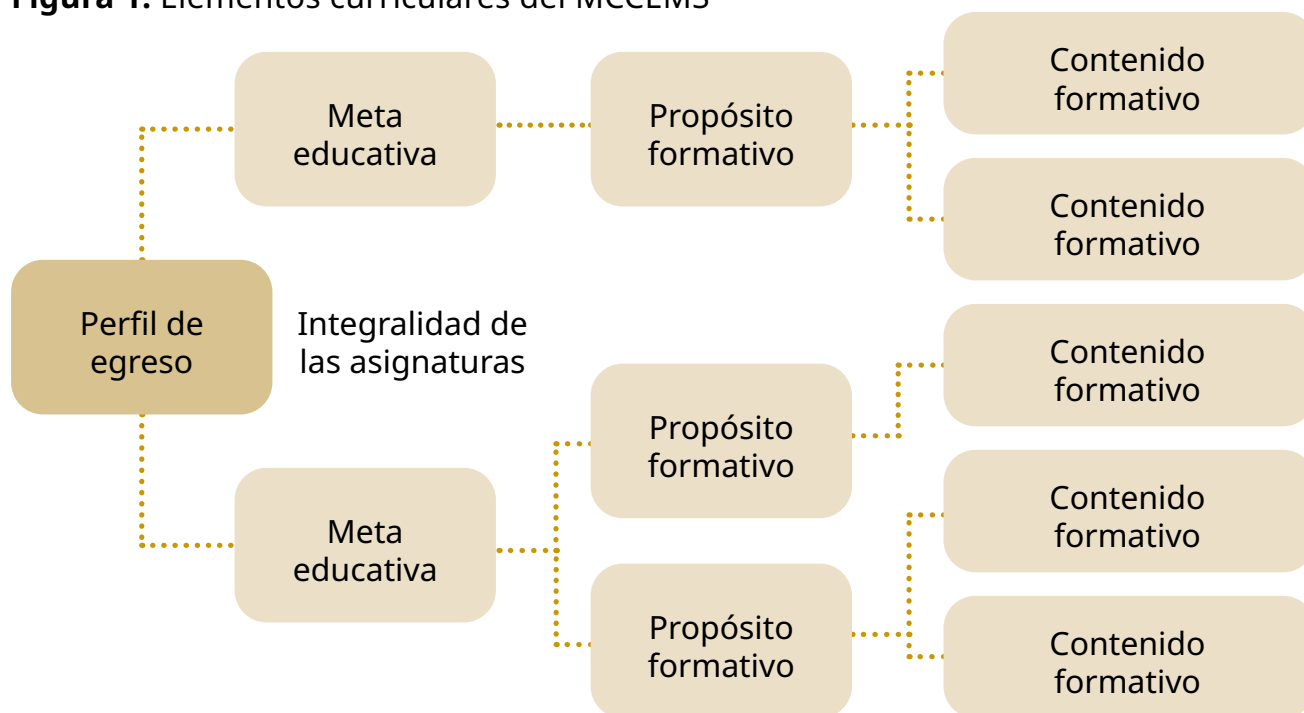 Figura 1. Elementos curriculares del MCCEMS
Meta
educativa
Propósito
formativo
Contenido
formativo
Contenido
formativo
Perfil de
egreso
Integralidad de
las asignaturas
Propósito
formativo
Contenido
formativo
Meta
educativa
Propósito
formativo
Contenido
formativo
Contenido
formativo